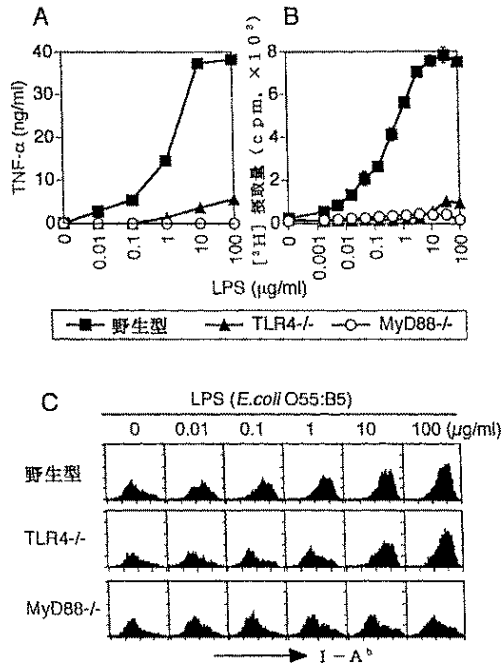 A
B
TNF-α (ng/ml)
40
30
20
10
0
0
0.01
0.1
1
10
100
[³H] 摄取量 (cpm, ×10³)
8
6
4
2
0
0
0.001
0.01
0.1
1
10
100
LPS (μg/ml)
野生型 TLR4-/- MyD88-/-
C
LPS (E.coli O55:B5)
0 0.01 0.1 1 10 100 (μg/ml)
野生型
TLR4-/-
MyD88-/-
I-Aᵇ